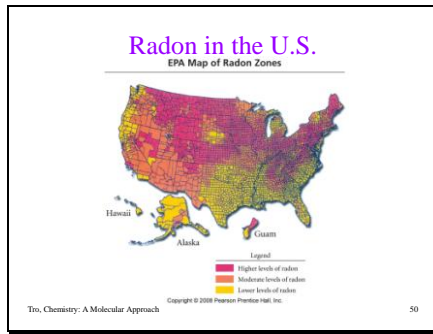 Radon in the U.S.
EPA Map of Radon Zones
Hawaii
Alaska
Guam
Legend
Higher levels of radon
Moderate levels of radon
Lower levels of radon
Copyright © 2008 Pearson Prentice Hall, Inc.
Tro, Chemistry: A Molecular Approach
50